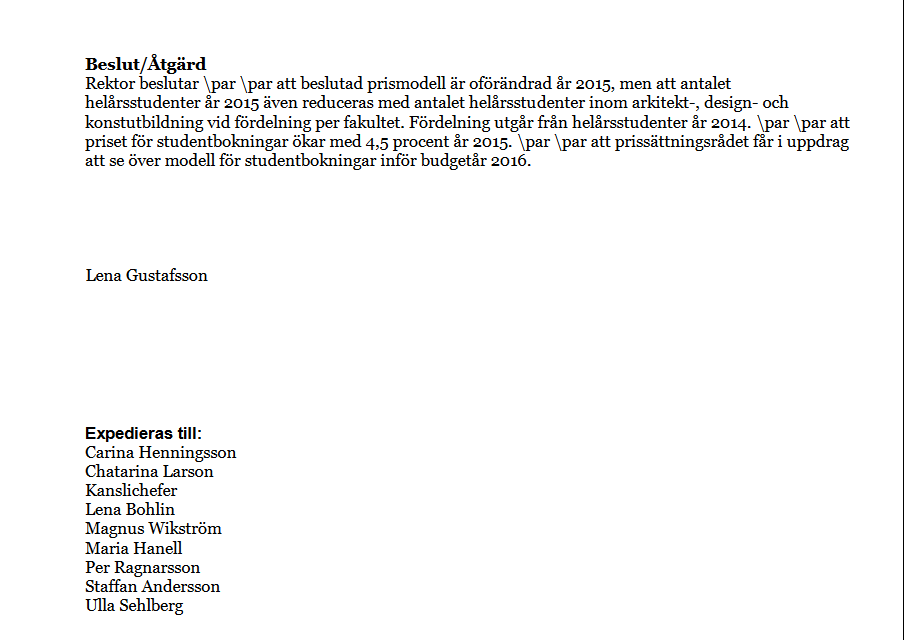 Beslut/Åtgärd
Rektor beslutar \par \par att beslutad prismodell är oförändrad år 2015, men att antalet
helårsstudenter år 2015 även reduceras med antalet helårsstudenter inom arkitekt-, design- och
konstutbildning vid fördelning per fakultet. Fördelning utgår från helårsstudenter år 2014. \par \par att
priset för studentbokningar ökar med 4,5 procent år 2015. \par \par att prissättningsrådet får i uppdrag
att se över modell för studentbokningar inför budgetår 2016.
Lena Gustafsson
Expedieras till:
Carina Henningsson
Chatarina Larson
Kanslichefer
Lena Bohlin
Magnus Wikström
Maria Hanell
Per Ragnarsson
Staffan Andersson
Ulla Sehlberg